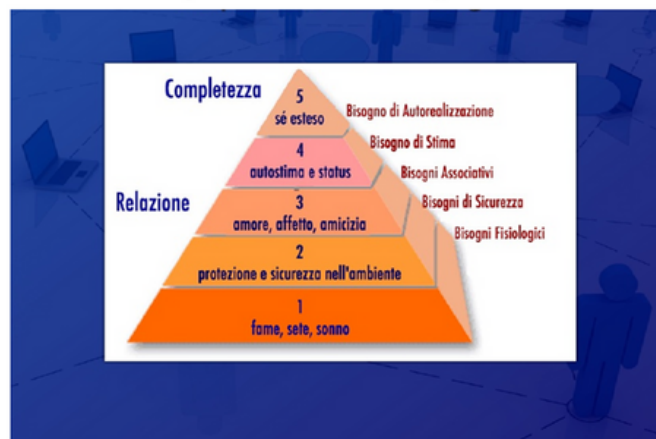 Completezza
5
sé esteso
Bisogno di Autorealizzazione
4
autostima e status
Bisogno di Stima
Relazione
3
amore, affetto, amicizia
Bisogni Associativi
2
protezione e sicurezza nell'ambiente
Bisogni di Sicurezza
1
fame, sete, sonno
Bisogni Fisiologici